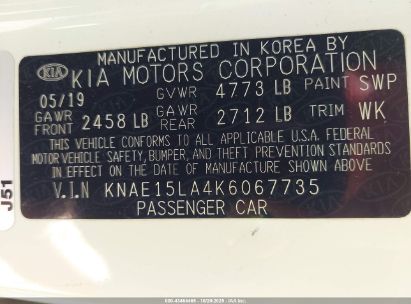 MANUFACTURED IN KOREA BY
KIA KIA MOTORS CORPORATION
05/19 GVWR 4773 LB PAINT SWP
GAWR FRONT 2458 LB GAWR REAR 2712 LB TRIM WK
THIS VEHICLE CONFORMS TO ALL APPLICABLE U.S.A. FEDERAL
MOTOR VEHICLE SAFETY, BUMPER, AND THEFT PREVENTION
STANDARDS IN EFFECT ON THE DATE OF MANUFACTURE SHOWN ABOVE.
V.I.N KNAE15LA4K6067735
PASSENGER CAR
J51